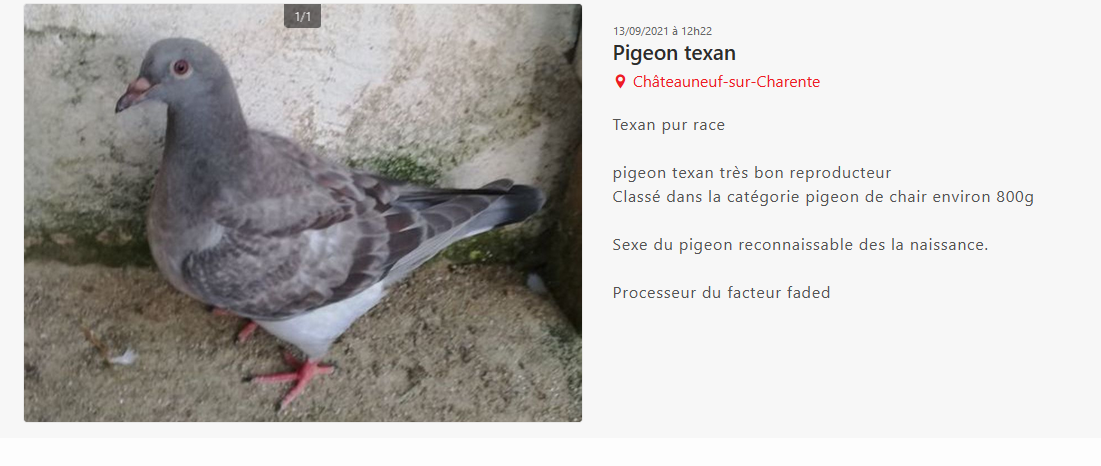 1/1
13/09/2021 à 12h22
Pigeon texan
Châteauneuf-sur-Charente
Texan pur race
pigeon texan très bon reproducteur
Classé dans la catégorie pigeon de chair environ 800g
Sexe du pigeon reconnaissable des la naissance.
Processeur du facteur faded